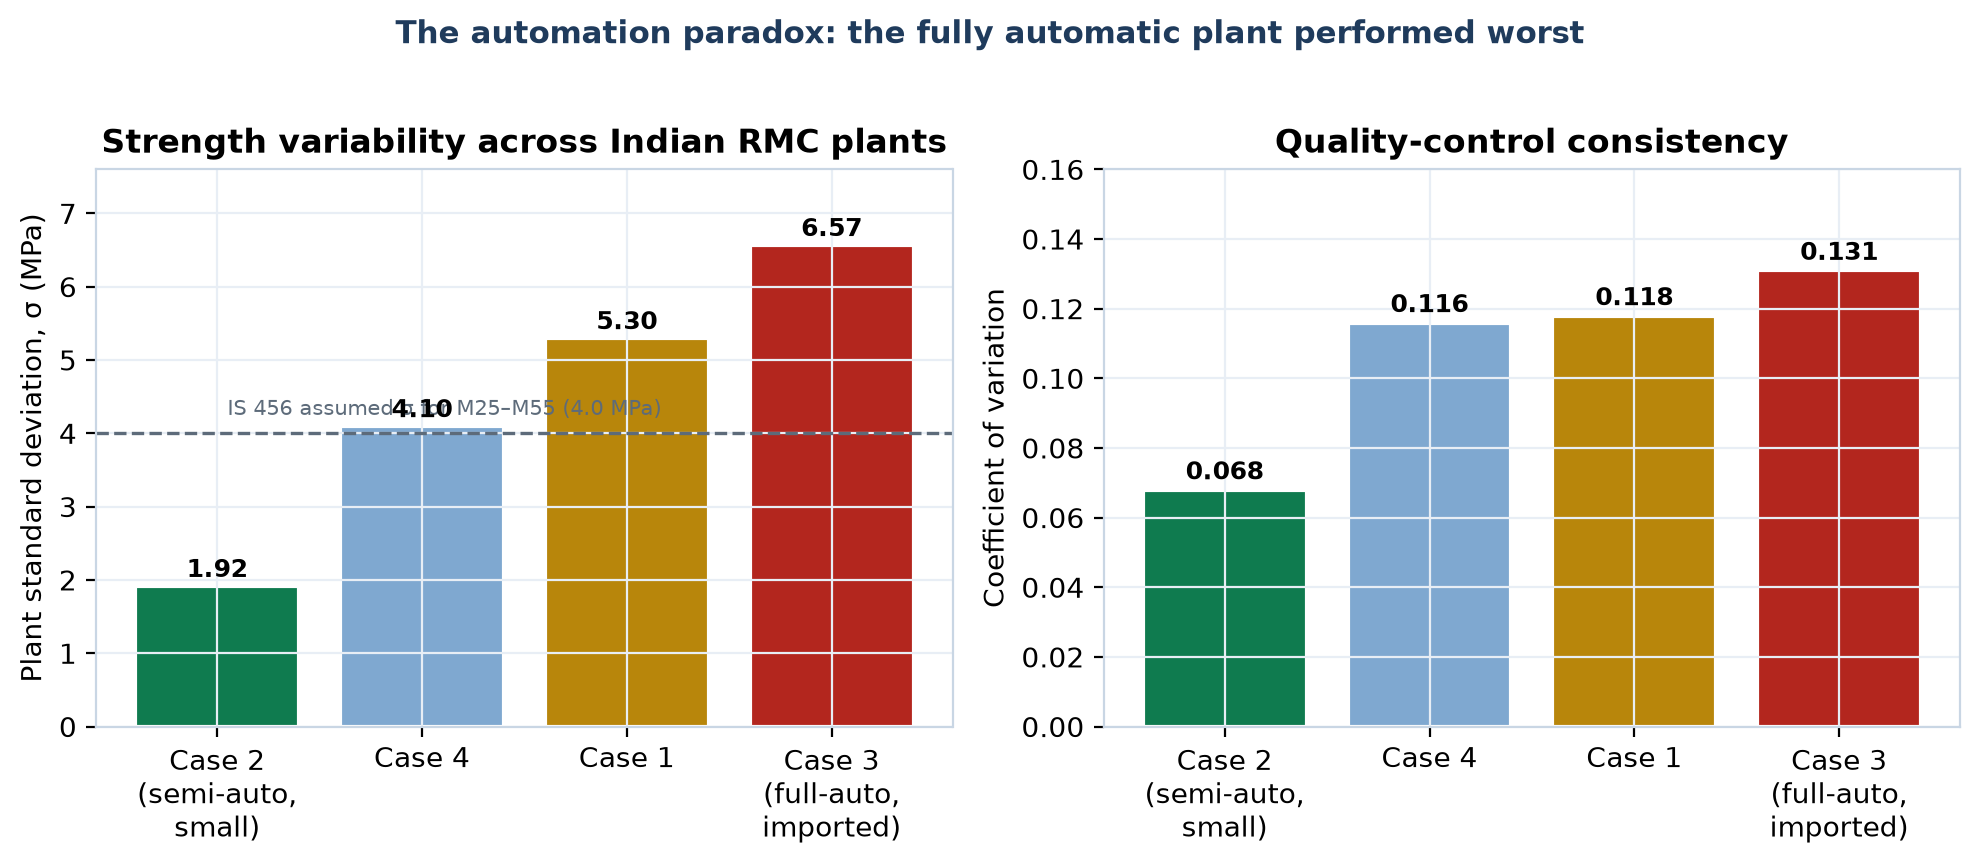 The automation paradox: the fully automatic plant performed worst
Strength variability across Indian RMC plants
Plant standard deviation, σ (MPa)
7
6
5
4
3
2
1
0
1.92
4.10
5.30
6.57
IS 456 assumed σ for M25–M55 (4.0 MPa)
Case 2
(semi-auto,
small)
Case 4
Case 1
Case 3
(full-auto,
imported)
Quality-control consistency
Coefficient of variation
0.16
0.14
0.12
0.10
0.08
0.06
0.04
0.02
0.00
0.068
0.116
0.118
0.131
Case 2
(semi-auto,
small)
Case 4
Case 1
Case 3
(full-auto,
imported)